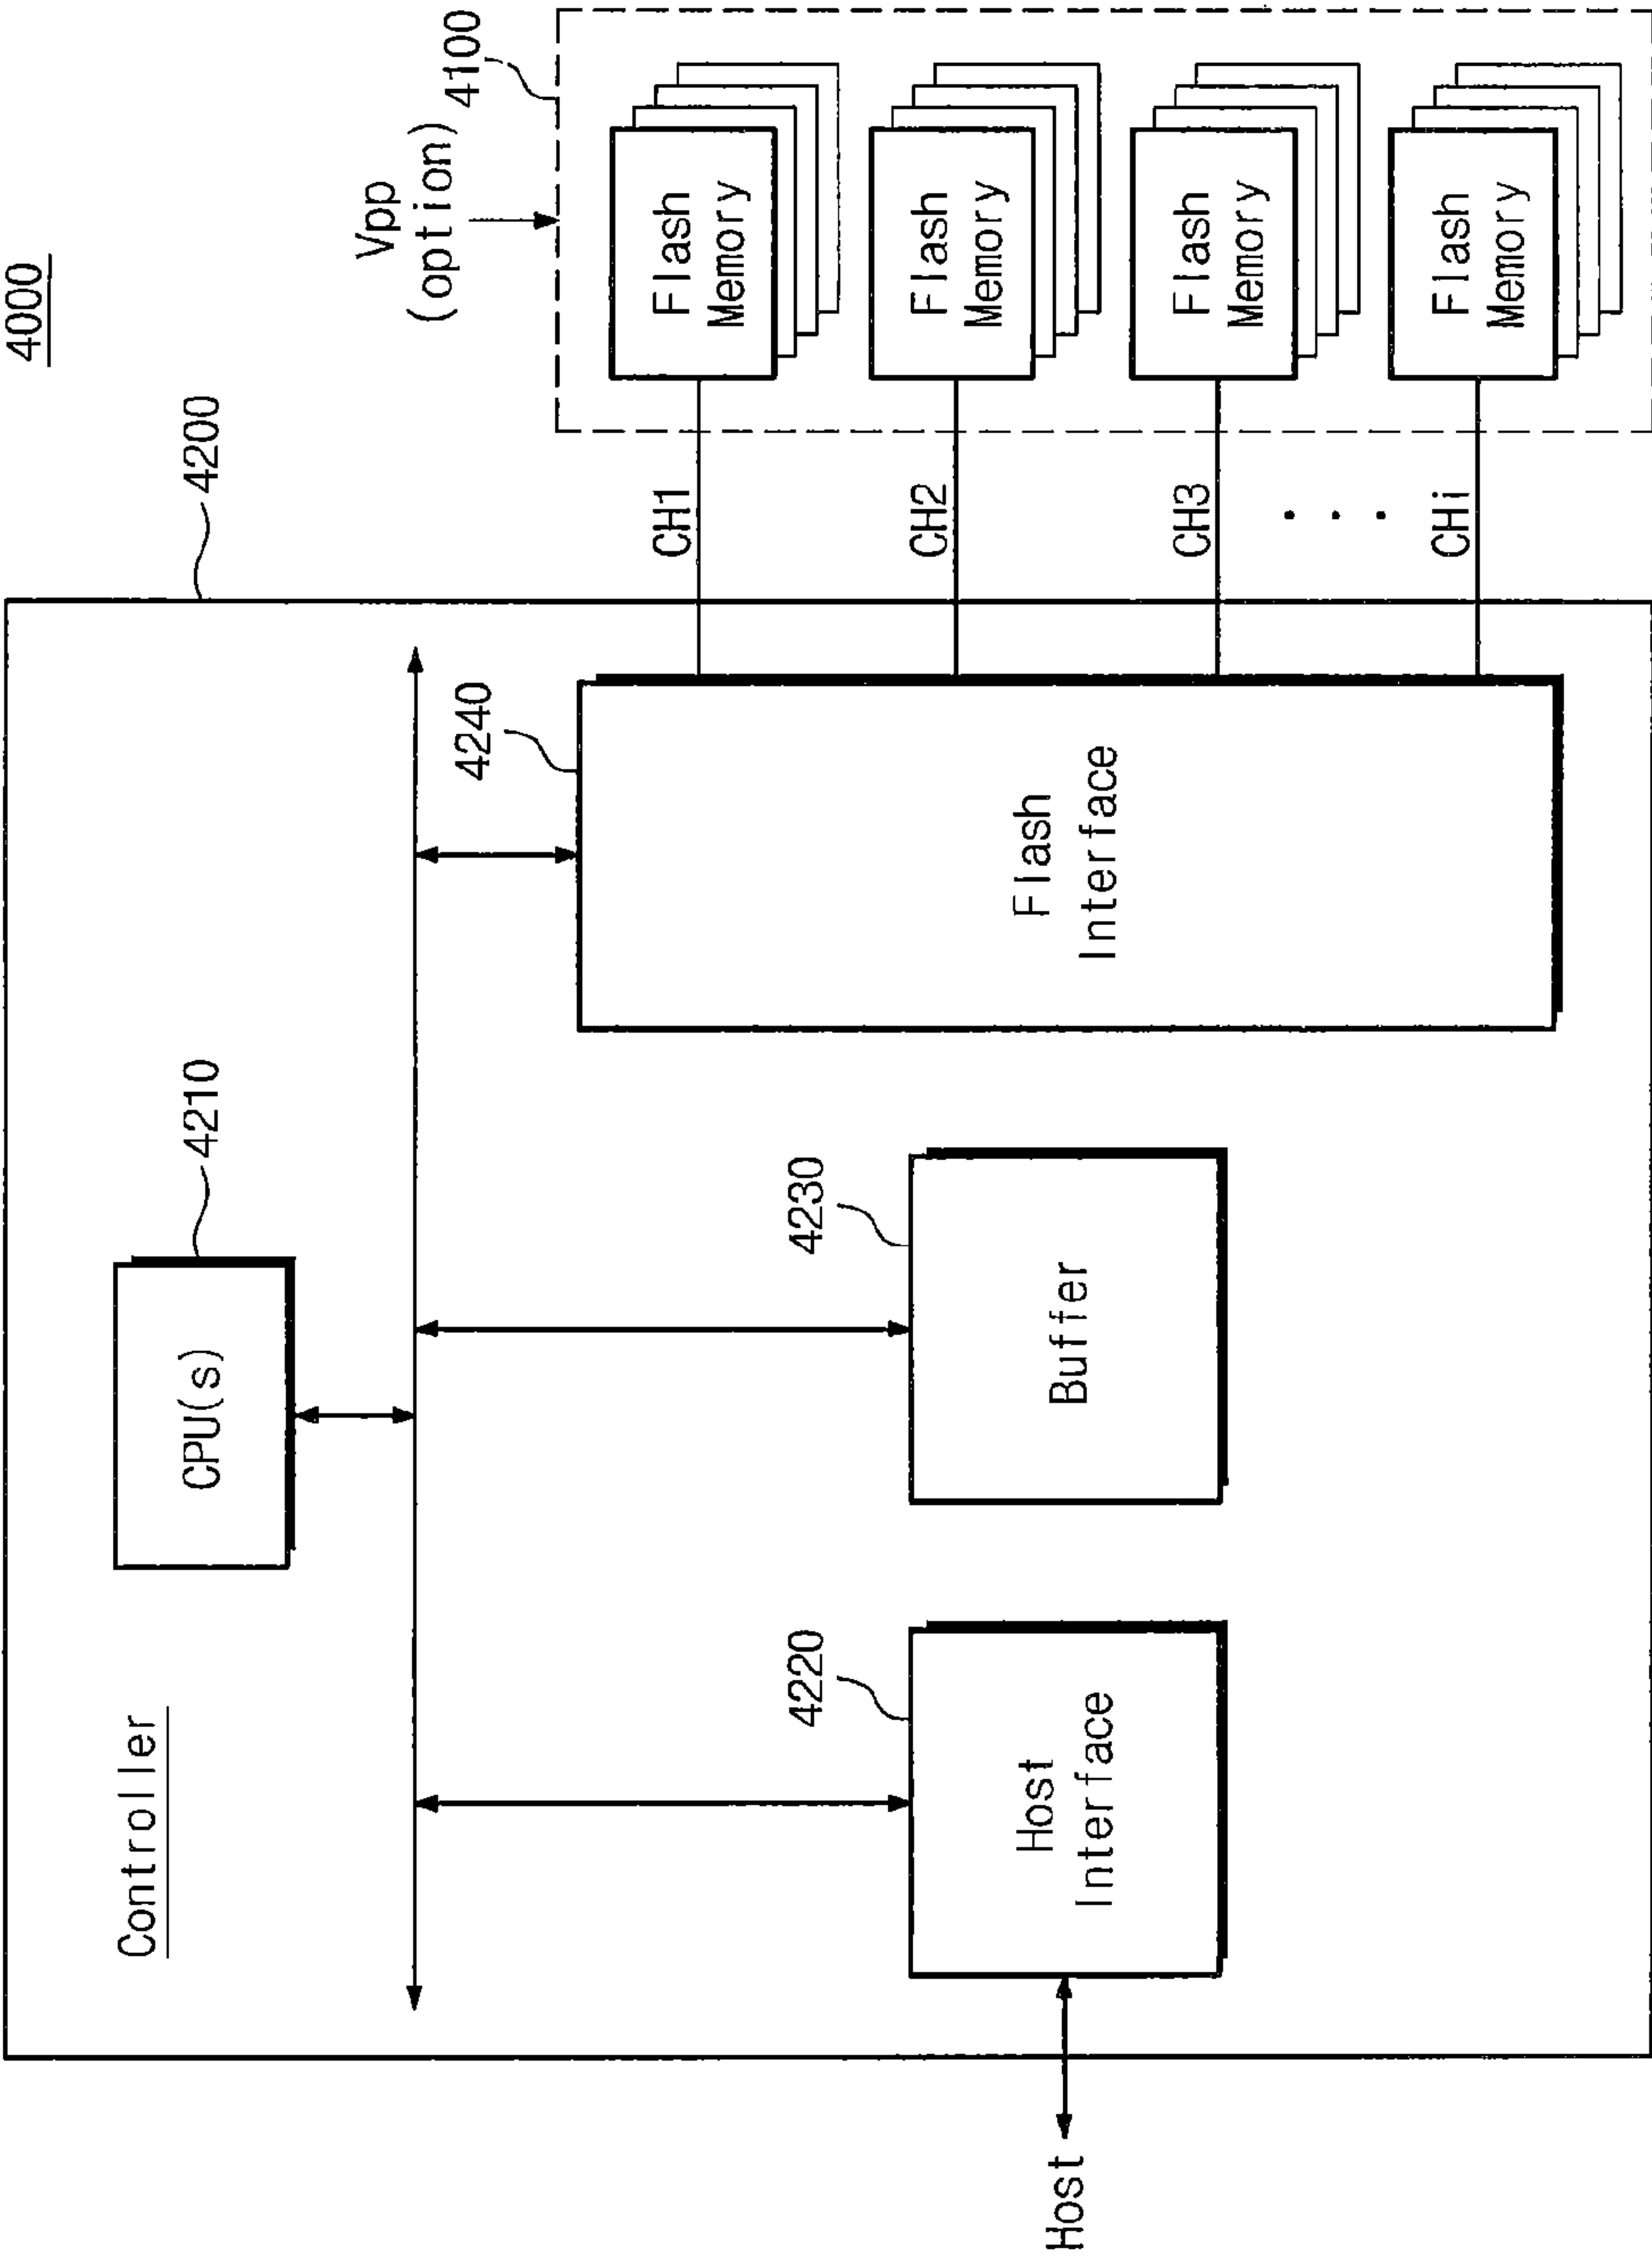 4000
Controller
4200
CPU(s)
4210
Vpp
(option)
4100
4240
Flash
Interface
4230
Buffer
4220
Host
Interface
Host
CH1
CH2
CH3
. . .
CHi
Flash
Memory
Flash
Memory
Flash
Memory
Flash
Memory